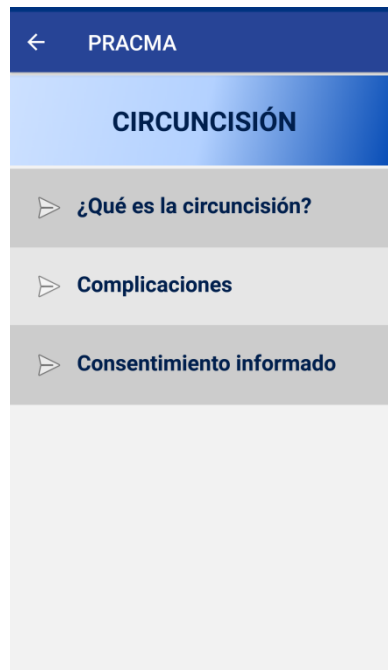 PRACMA
CIRCUNCISIÓN
¿Qué es la circuncisión?
Complicaciones
Consentimiento informado